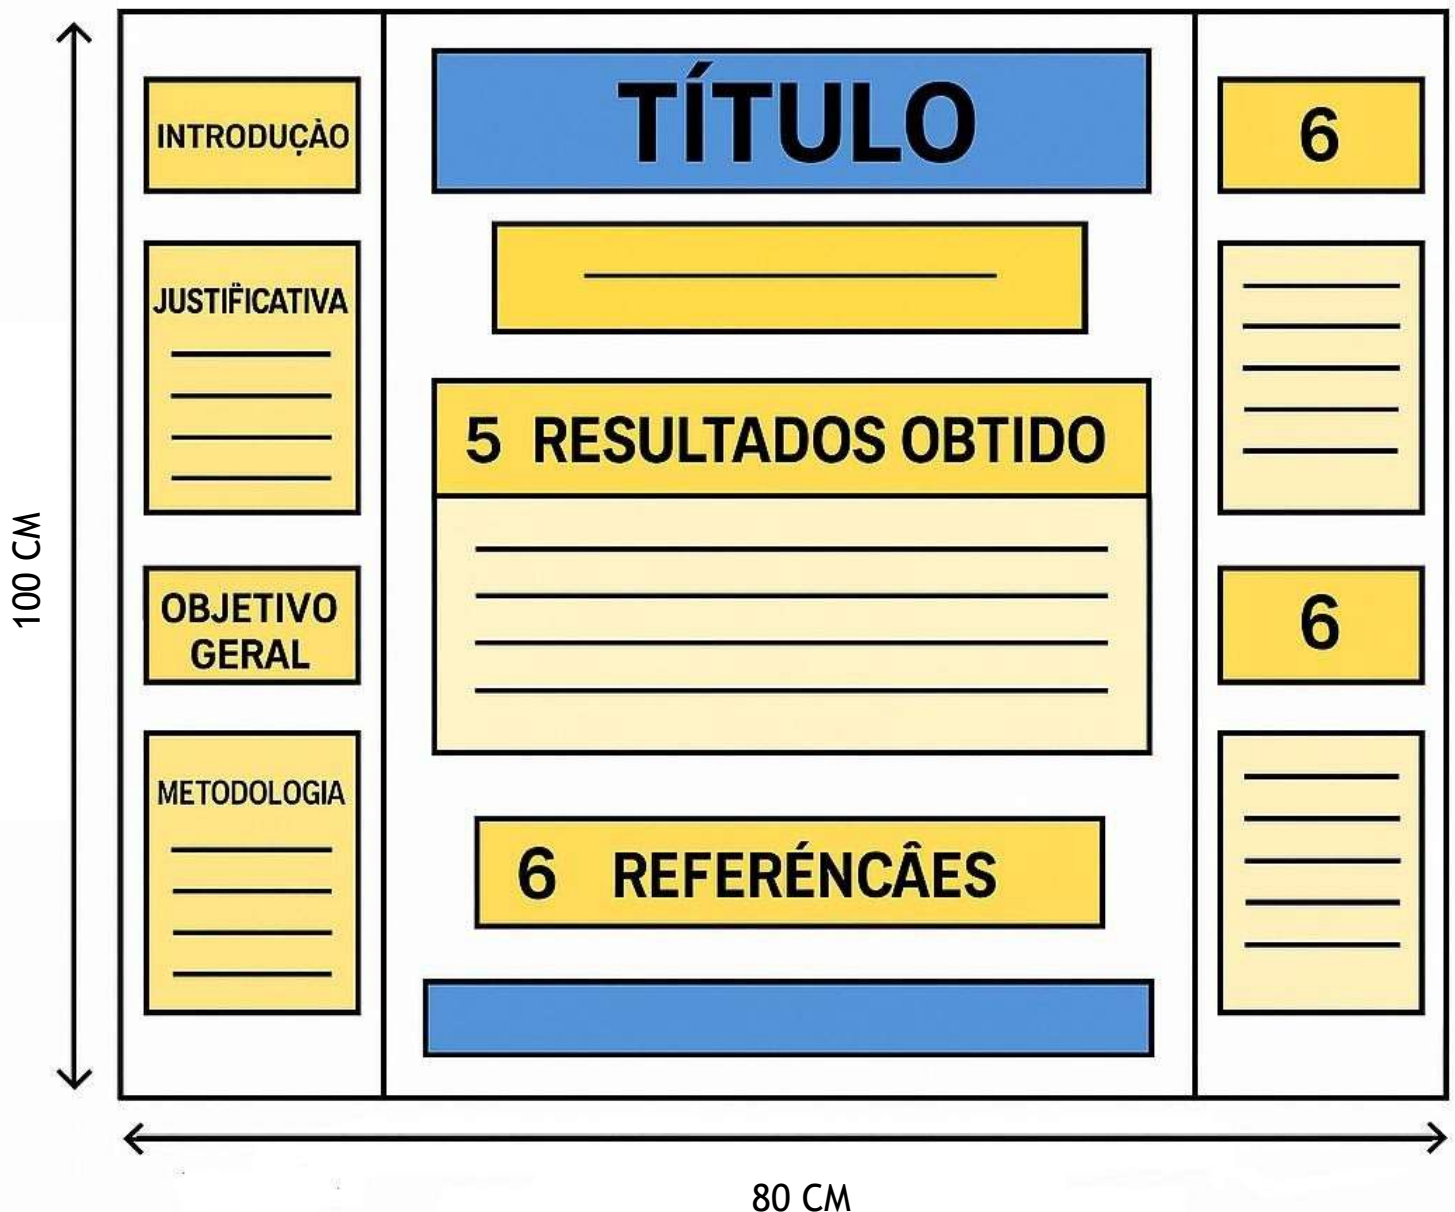 INTRODUÇÀO
JUSTIFICATIVA
OBJETIVO
GERAL
METODOLOGIA
TÍTULO
5 RESULTADOS OBTIDO
6 REFERÉNCÂES
6
6
100 CM
80 CM